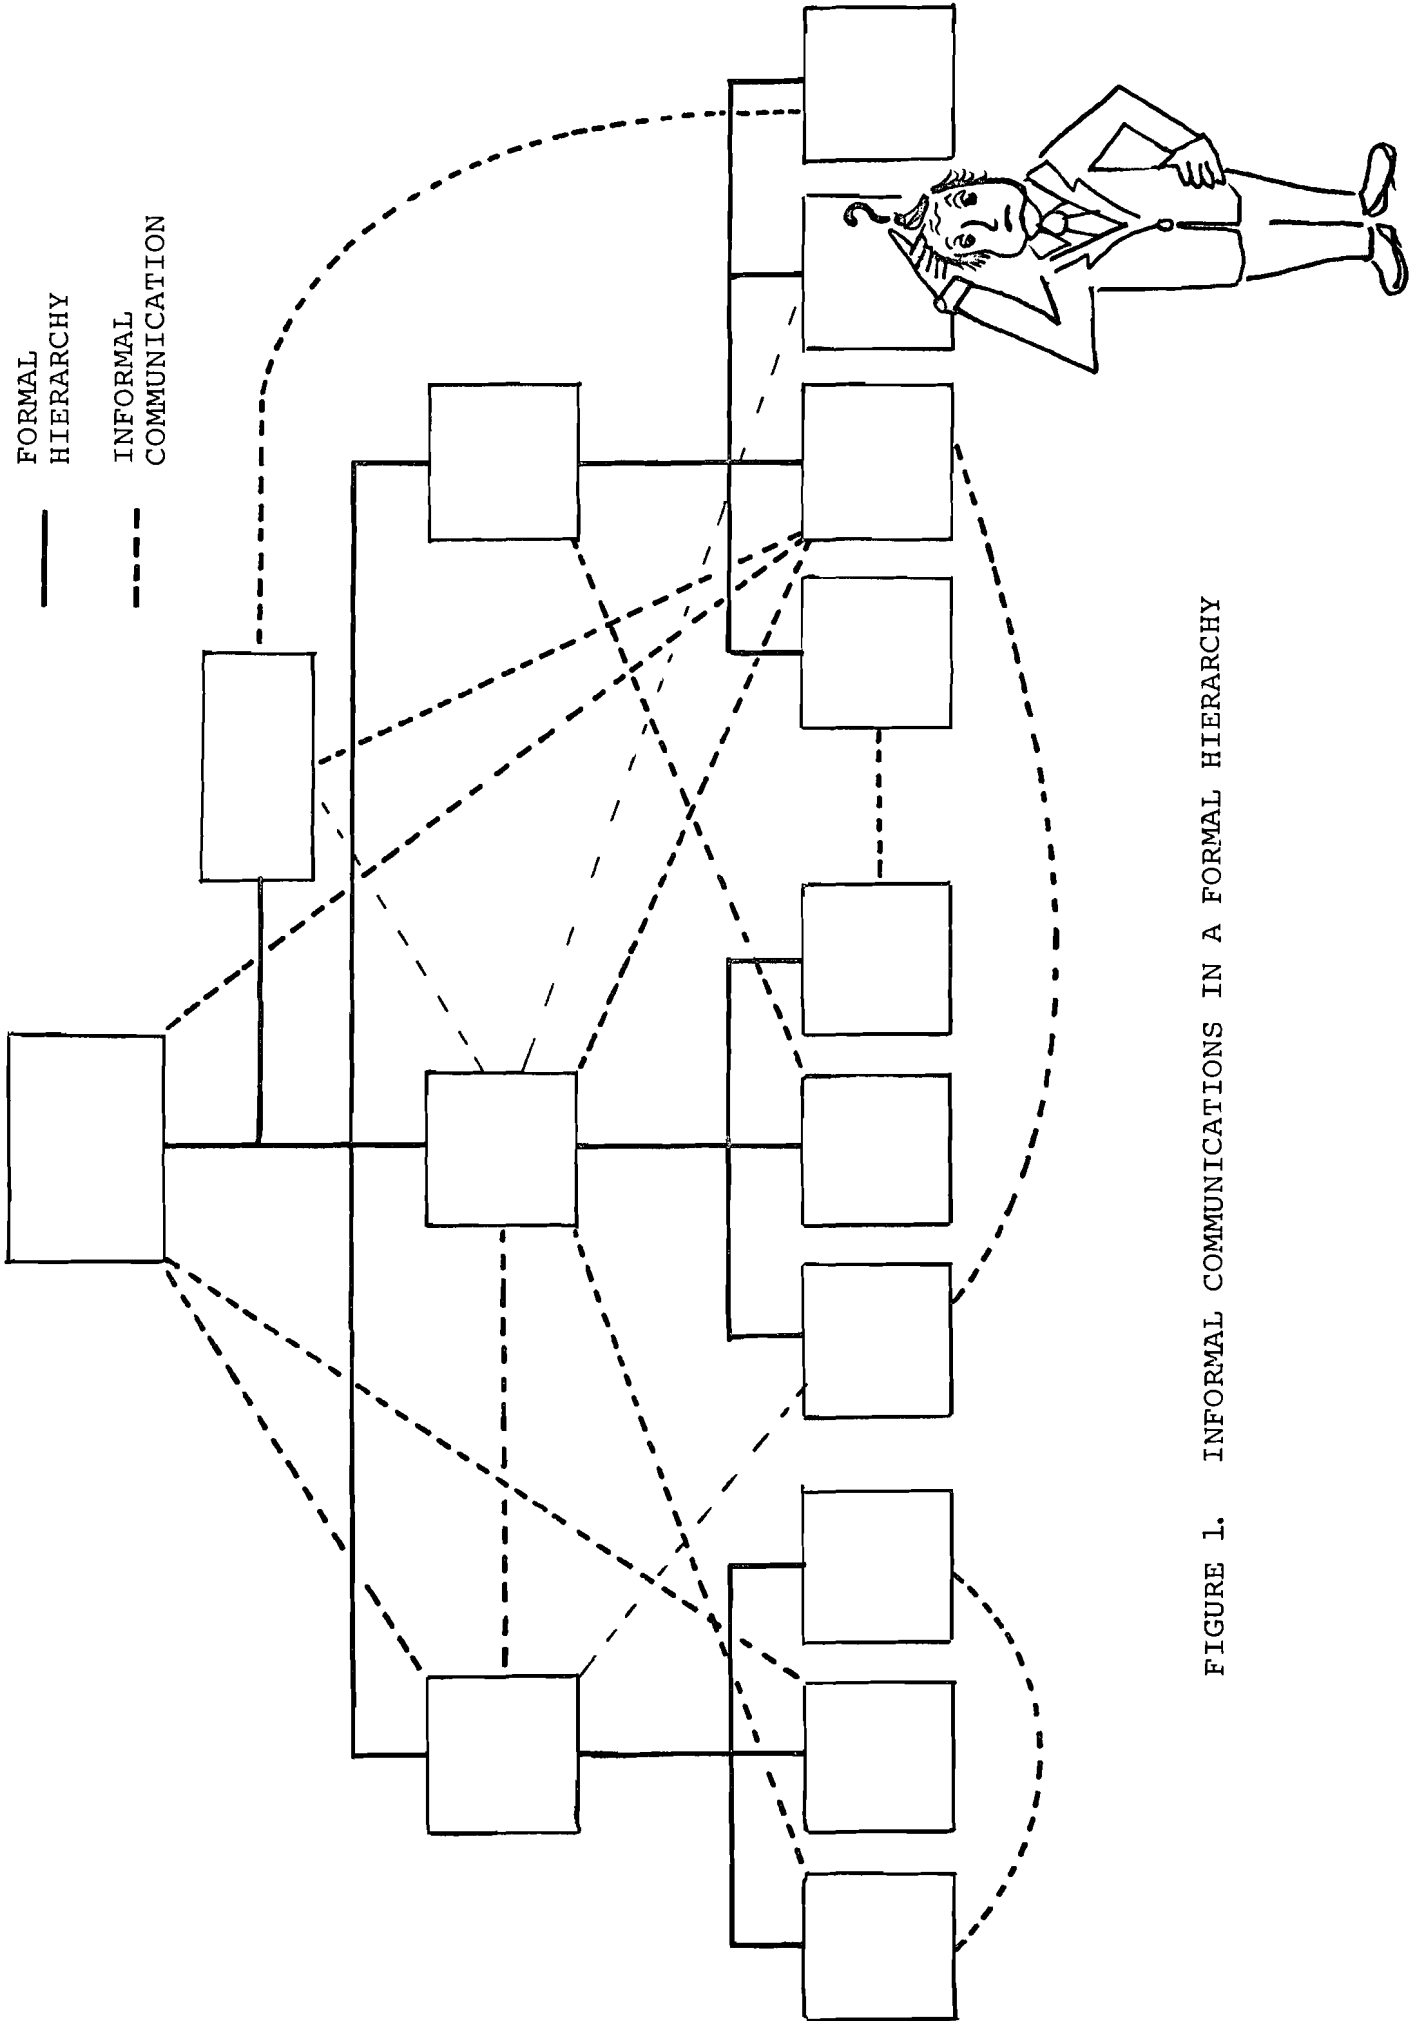 FORMAL
HIERARCHY
INFORMAL
COMMUNICATION
?
FIGURE 1. INFORMAL COMMUNICATIONS IN A FORMAL HIERARCHY